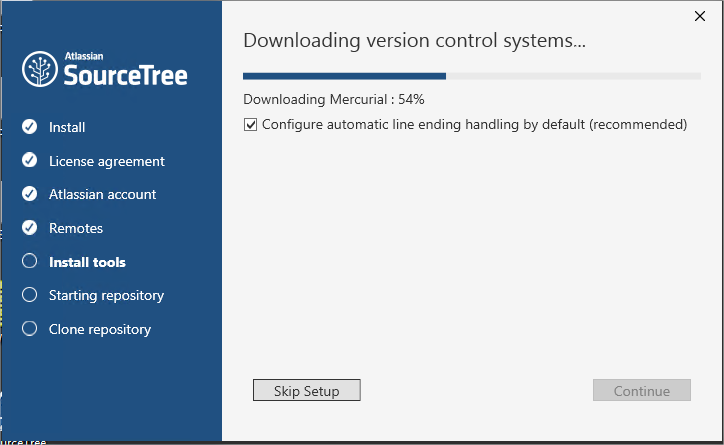 Atlassian
SourceTree
Install
License agreement
Atlassian account
Remotes
Install tools
Starting repository
Clone repository
Downloading version control systems...
Downloading Mercurial : 54%
Configure automatic line ending handling by default (recommended)
Skip Setup
Continue
urceTree